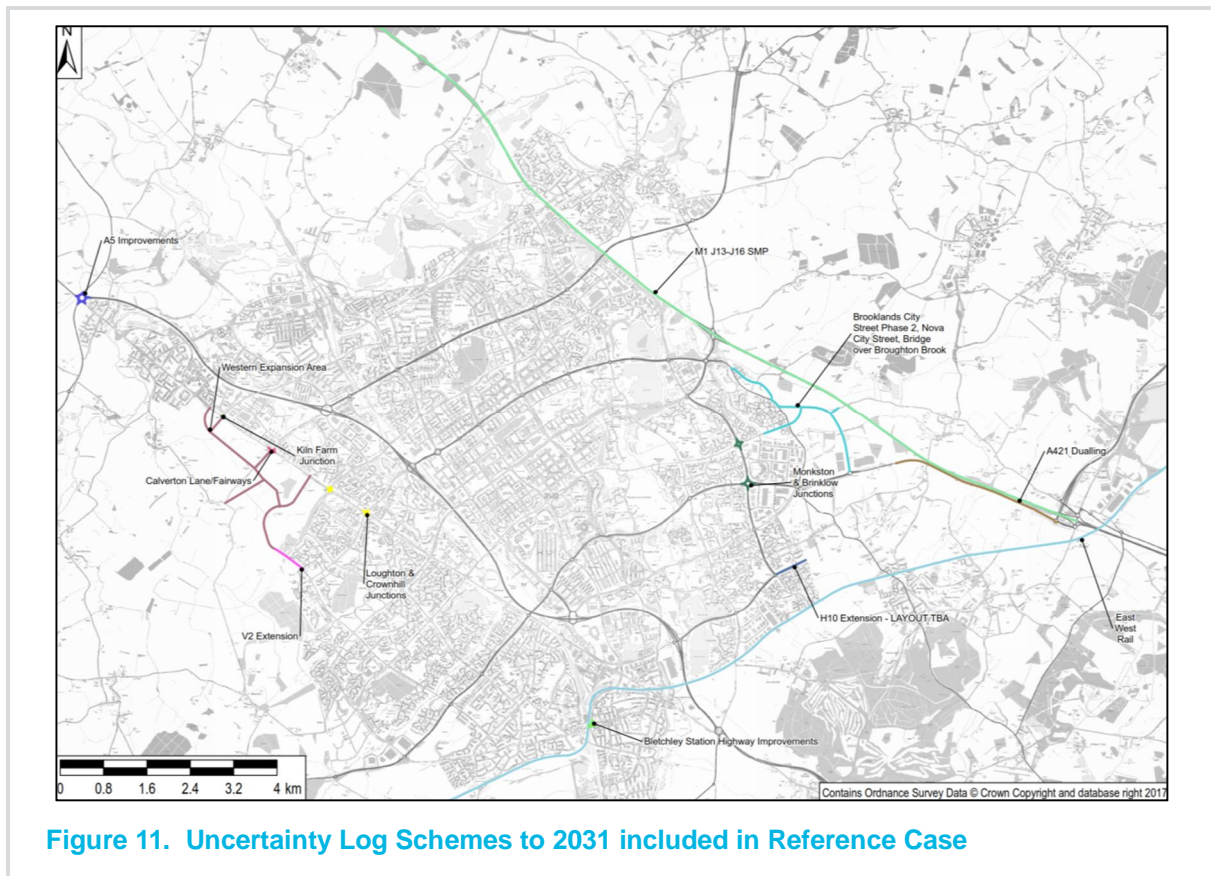 N
A5 Improvements
M1 J13-J16 SMP
Brooklands City
Street Phase 2, Nova
City Street, Bridge
over Broughton Brook
Western Expansion Area
Kiln Farm
Junction
Calverton Lane/Fairways
A421 Dualling
Monkston
& Brinklow
Junctions
Loughton &
Crownhill
Junctions
V2 Extension
H10 Extension - LAYOUT TBA
East
West
Rail
Bletchley Station Highway Improvements
0 0.8 1.6 2.4 3.2 4 km
Contains Ordnance Survey Data © Crown Copyright and database right 2017
Figure 11. Uncertainty Log Schemes to 2031 included in Reference Case